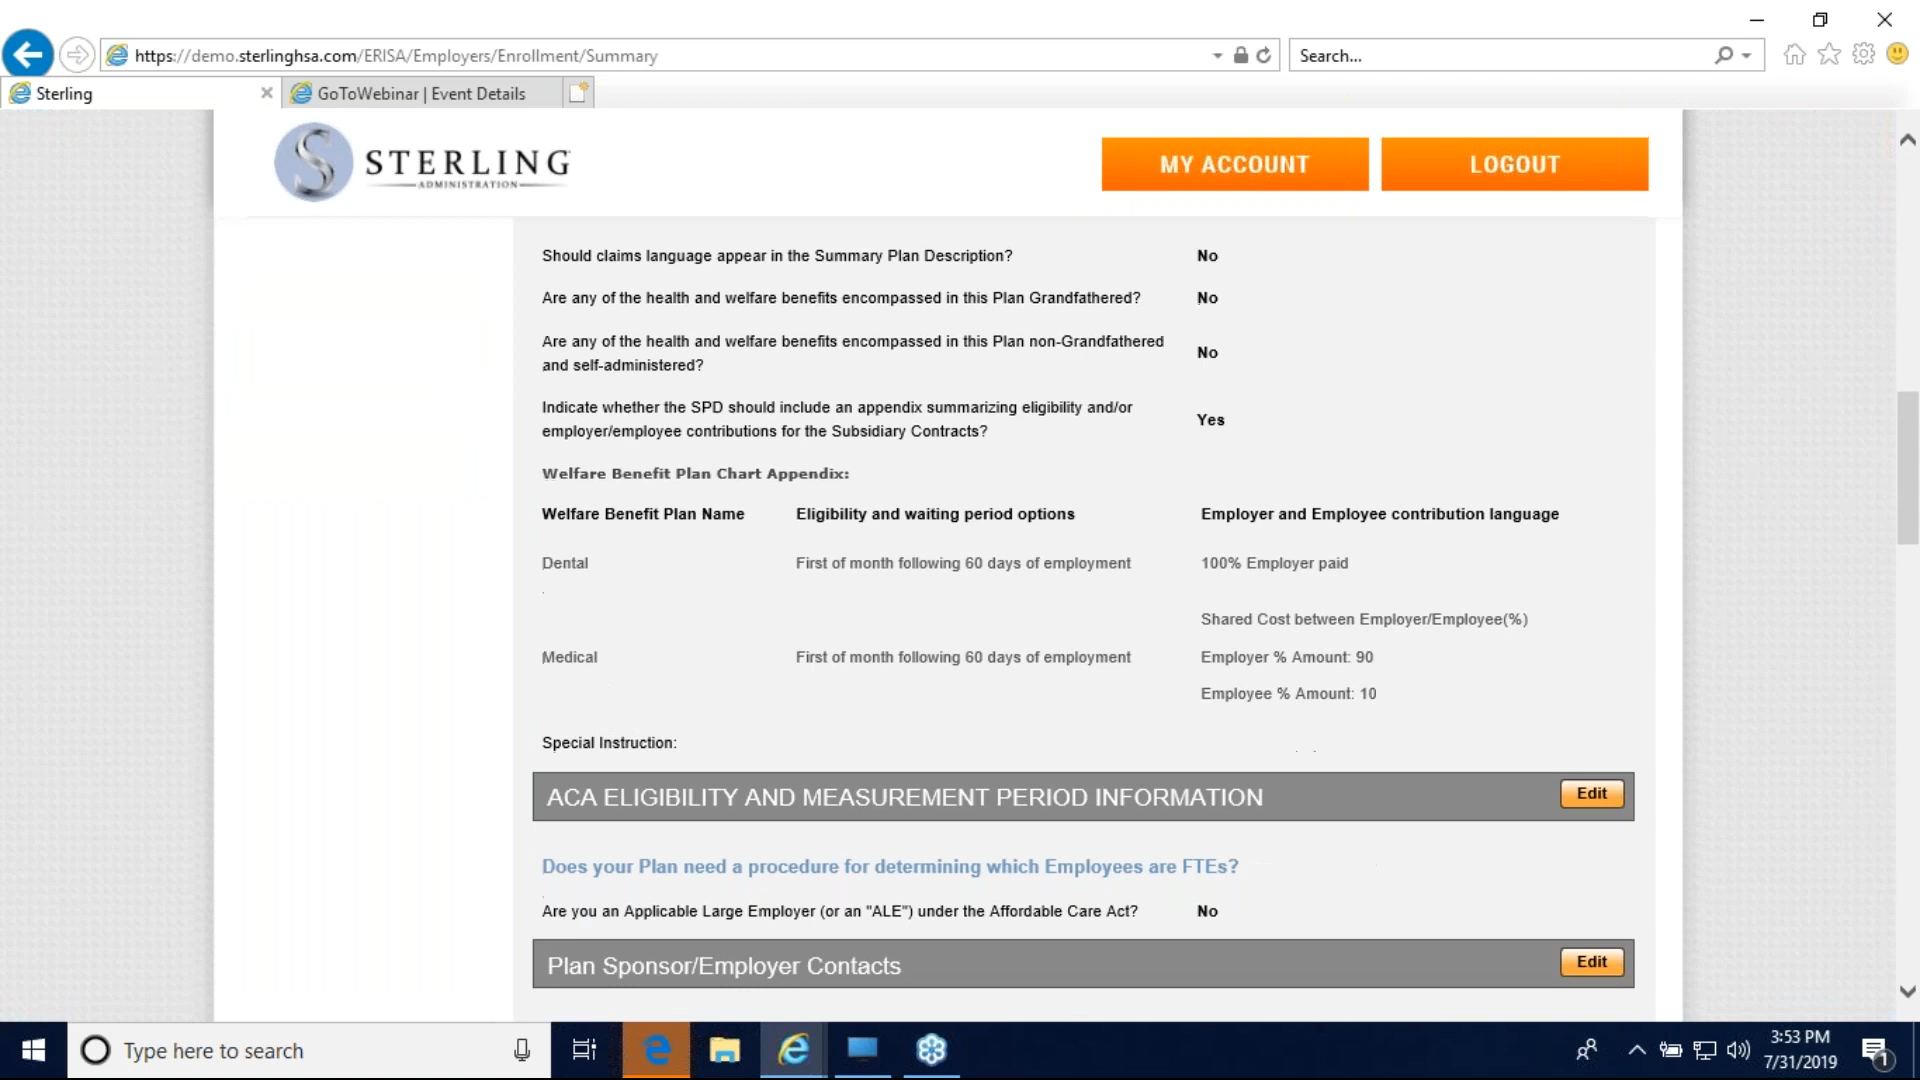 https://demo.sterlinghsa.com/ERISA/Employers/Enrollment/Summary
Search...
Sterling
GoToWebinar | Event Details
STERLING
ADMINISTRATION
MY ACCOUNT
LOGOUT
Should claims language appear in the Summary Plan Description? No
Are any of the health and welfare benefits encompassed in this Plan Grandfathered? No
Are any of the health and welfare benefits encompassed in this Plan non-Grandfathered
and self-administered?
No
Indicate whether the SPD should include an appendix summarizing eligibility and/or
employer/employee contributions for the Subsidiary Contracts?
Yes
Welfare Benefit Plan Chart Appendix:
Welfare Benefit Plan Name Eligibility and waiting period options Employer and Employee contribution language
Dental First of month following 60 days of employment 100% Employer paid
Shared Cost between Employer/Employee(%)
Medical First of month following 60 days of employment Employer % Amount: 90
Employee % Amount: 10
Special Instruction:
ACA ELIGIBILITY AND MEASUREMENT PERIOD INFORMATION Edit
Does your Plan need a procedure for determining which Employees are FTEs?
Are you an Applicable Large Employer (or an "ALE") under the Affordable Care Act? No
Plan Sponsor/Employer Contacts Edit
Type here to search
3:53 PM
7/31/2019
1